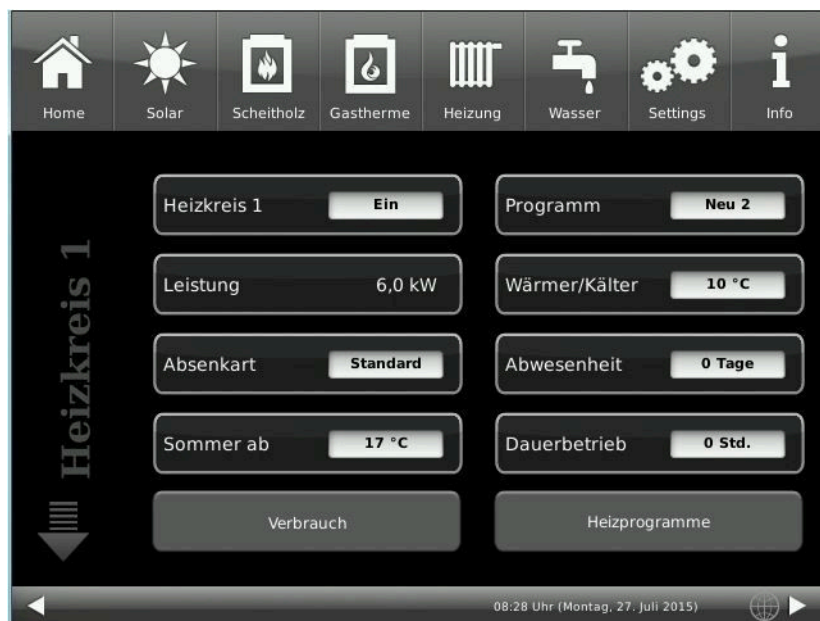 Home Solar Scheitholz Gastherme Heizung Wasser Settings Info
Heizkreis 1
Heizkreis 1 Ein
Programm Neu 2
Leistung 6,0 kW
Wärmer/Kälter 10 °C
Absenkart Standard
Abwesenheit 0 Tage
Sommer ab 17 °C
Dauerbetrieb 0 Std.
Verbrauch
Heizprogramme
08:28 Uhr (Montag, 27. Juli 2015)